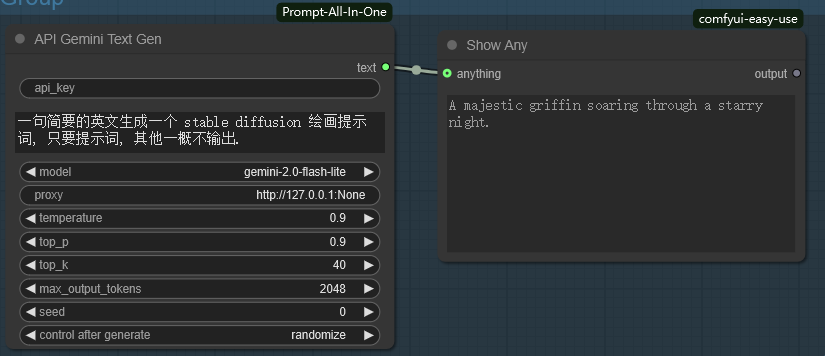 Group
Prompt-All-In-One
API Gemini Text Gen
text
api_key
一句简要的英文生成一个 stable diffusion 绘画提示
词, 只要提示词, 其他一概不输出.
model gemini-2.0-flash-lite
proxy http://127.0.0.1:None
temperature 0.9
top_p 0.9
top_k 40
max_output_tokens 2048
seed 0
control after generate randomize
comfyui-easy-use
Show Any
anything output
A majestic griffin soaring through a starry
night.